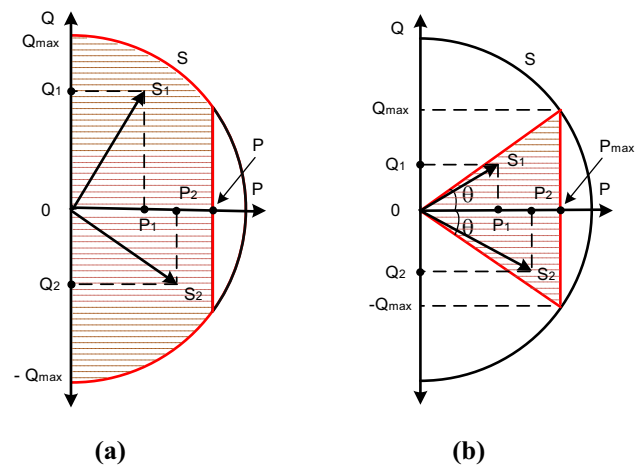 Q
Qmax
S
Q1
S1
P
P2
P
0
P1
Q2
S2
- Qmax
(a)
Q
S
Qmax
Pmax
Q1
S1
θ
P2
P
0
P1
θ
Q2
S2
-Qmax
(b)